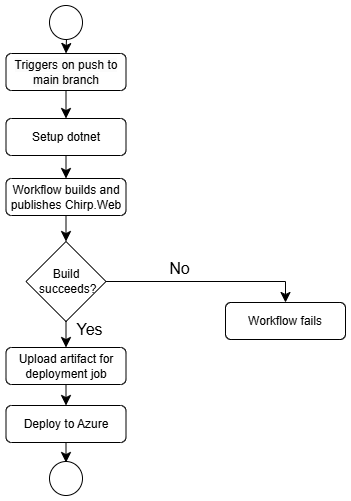 Triggers on push to
main branch
Setup dotnet
Workflow builds and
publishes Chirp.Web
Build
succeeds?
No
Workflow fails
Yes
Upload artifact for
deployment job
Deploy to Azure